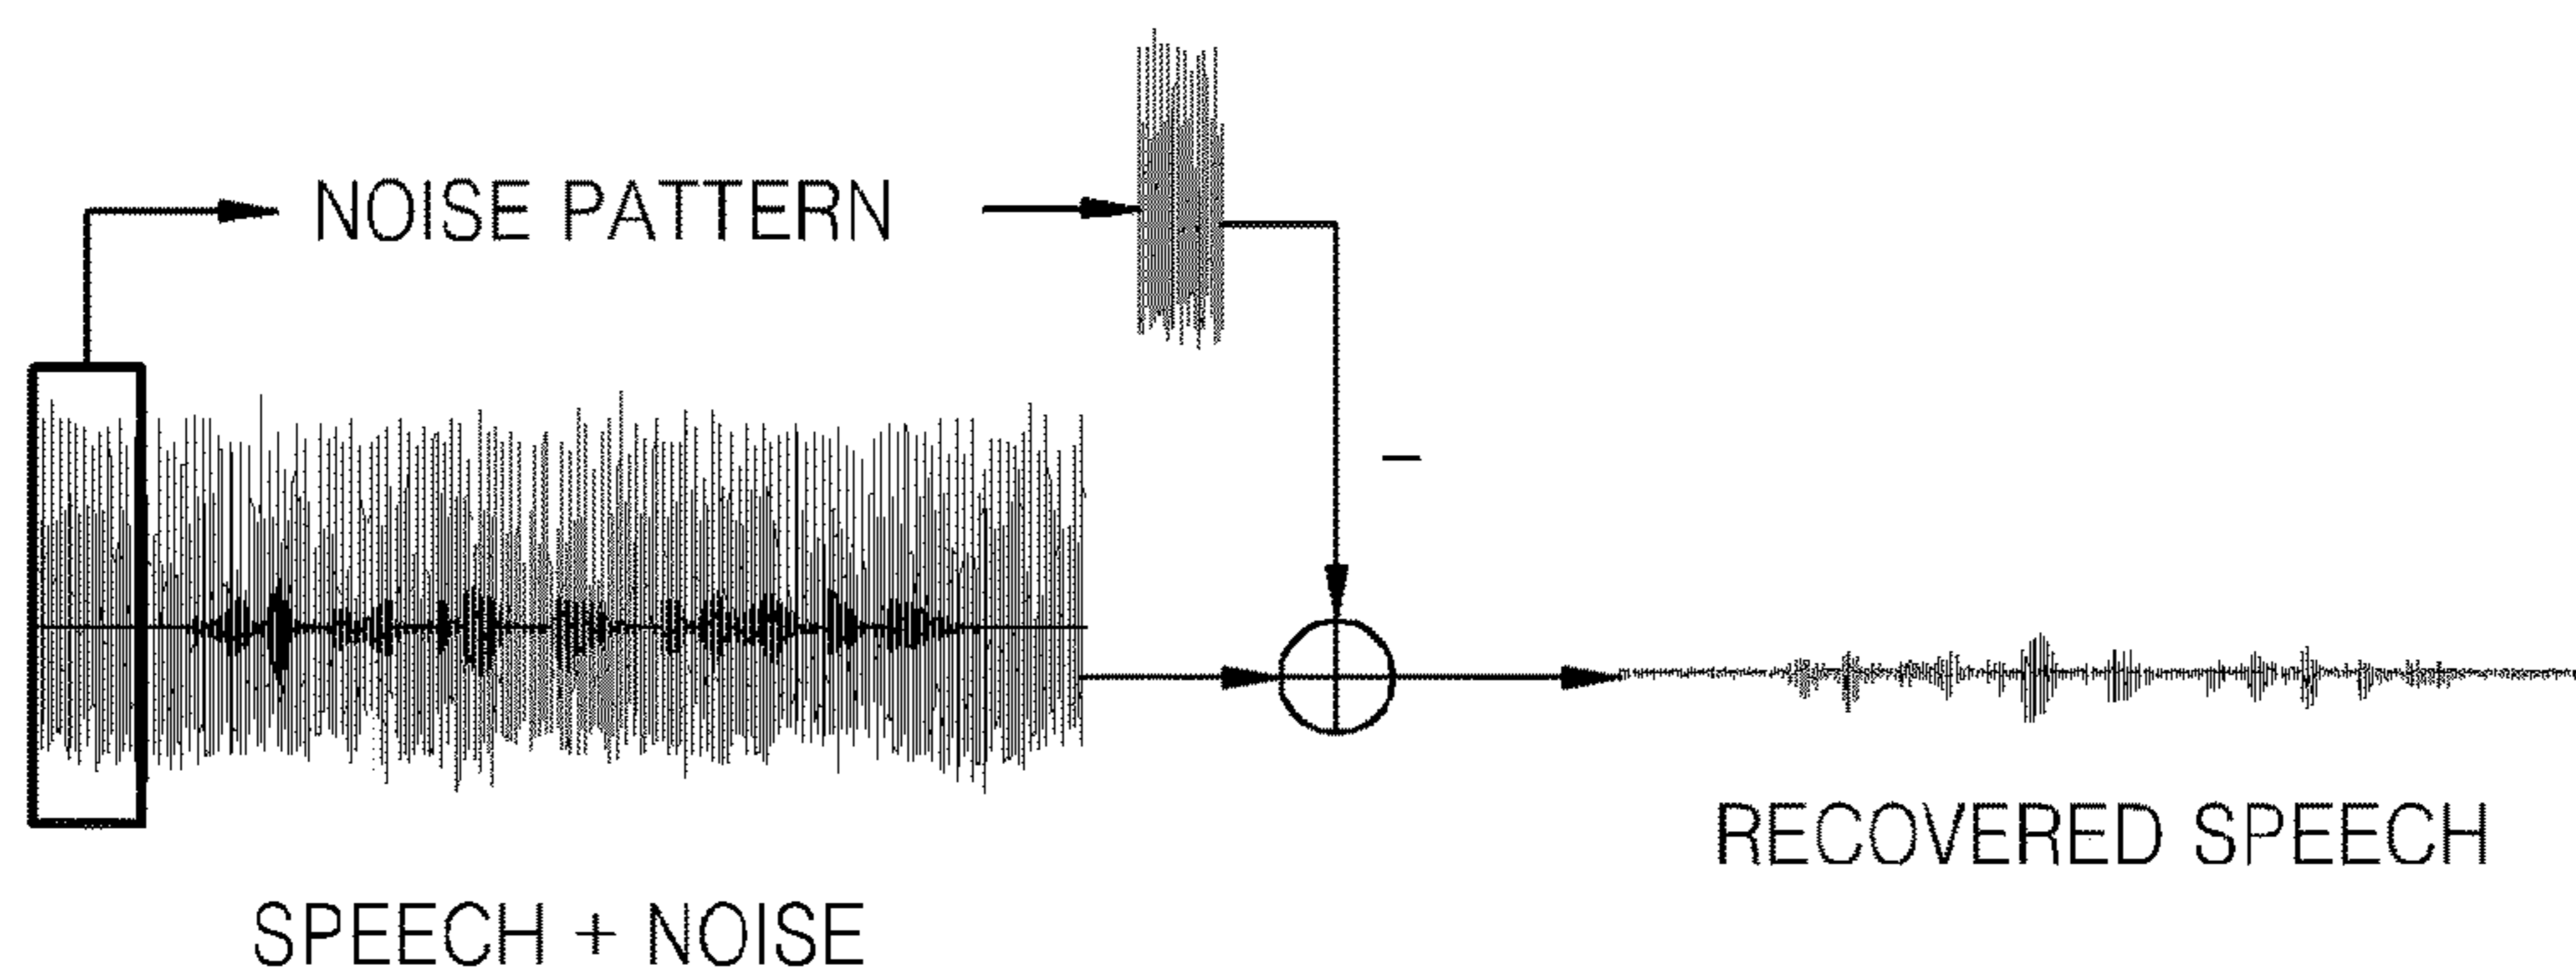 NOISE PATTERN
−
RECOVERED SPEECH
SPEECH + NOISE